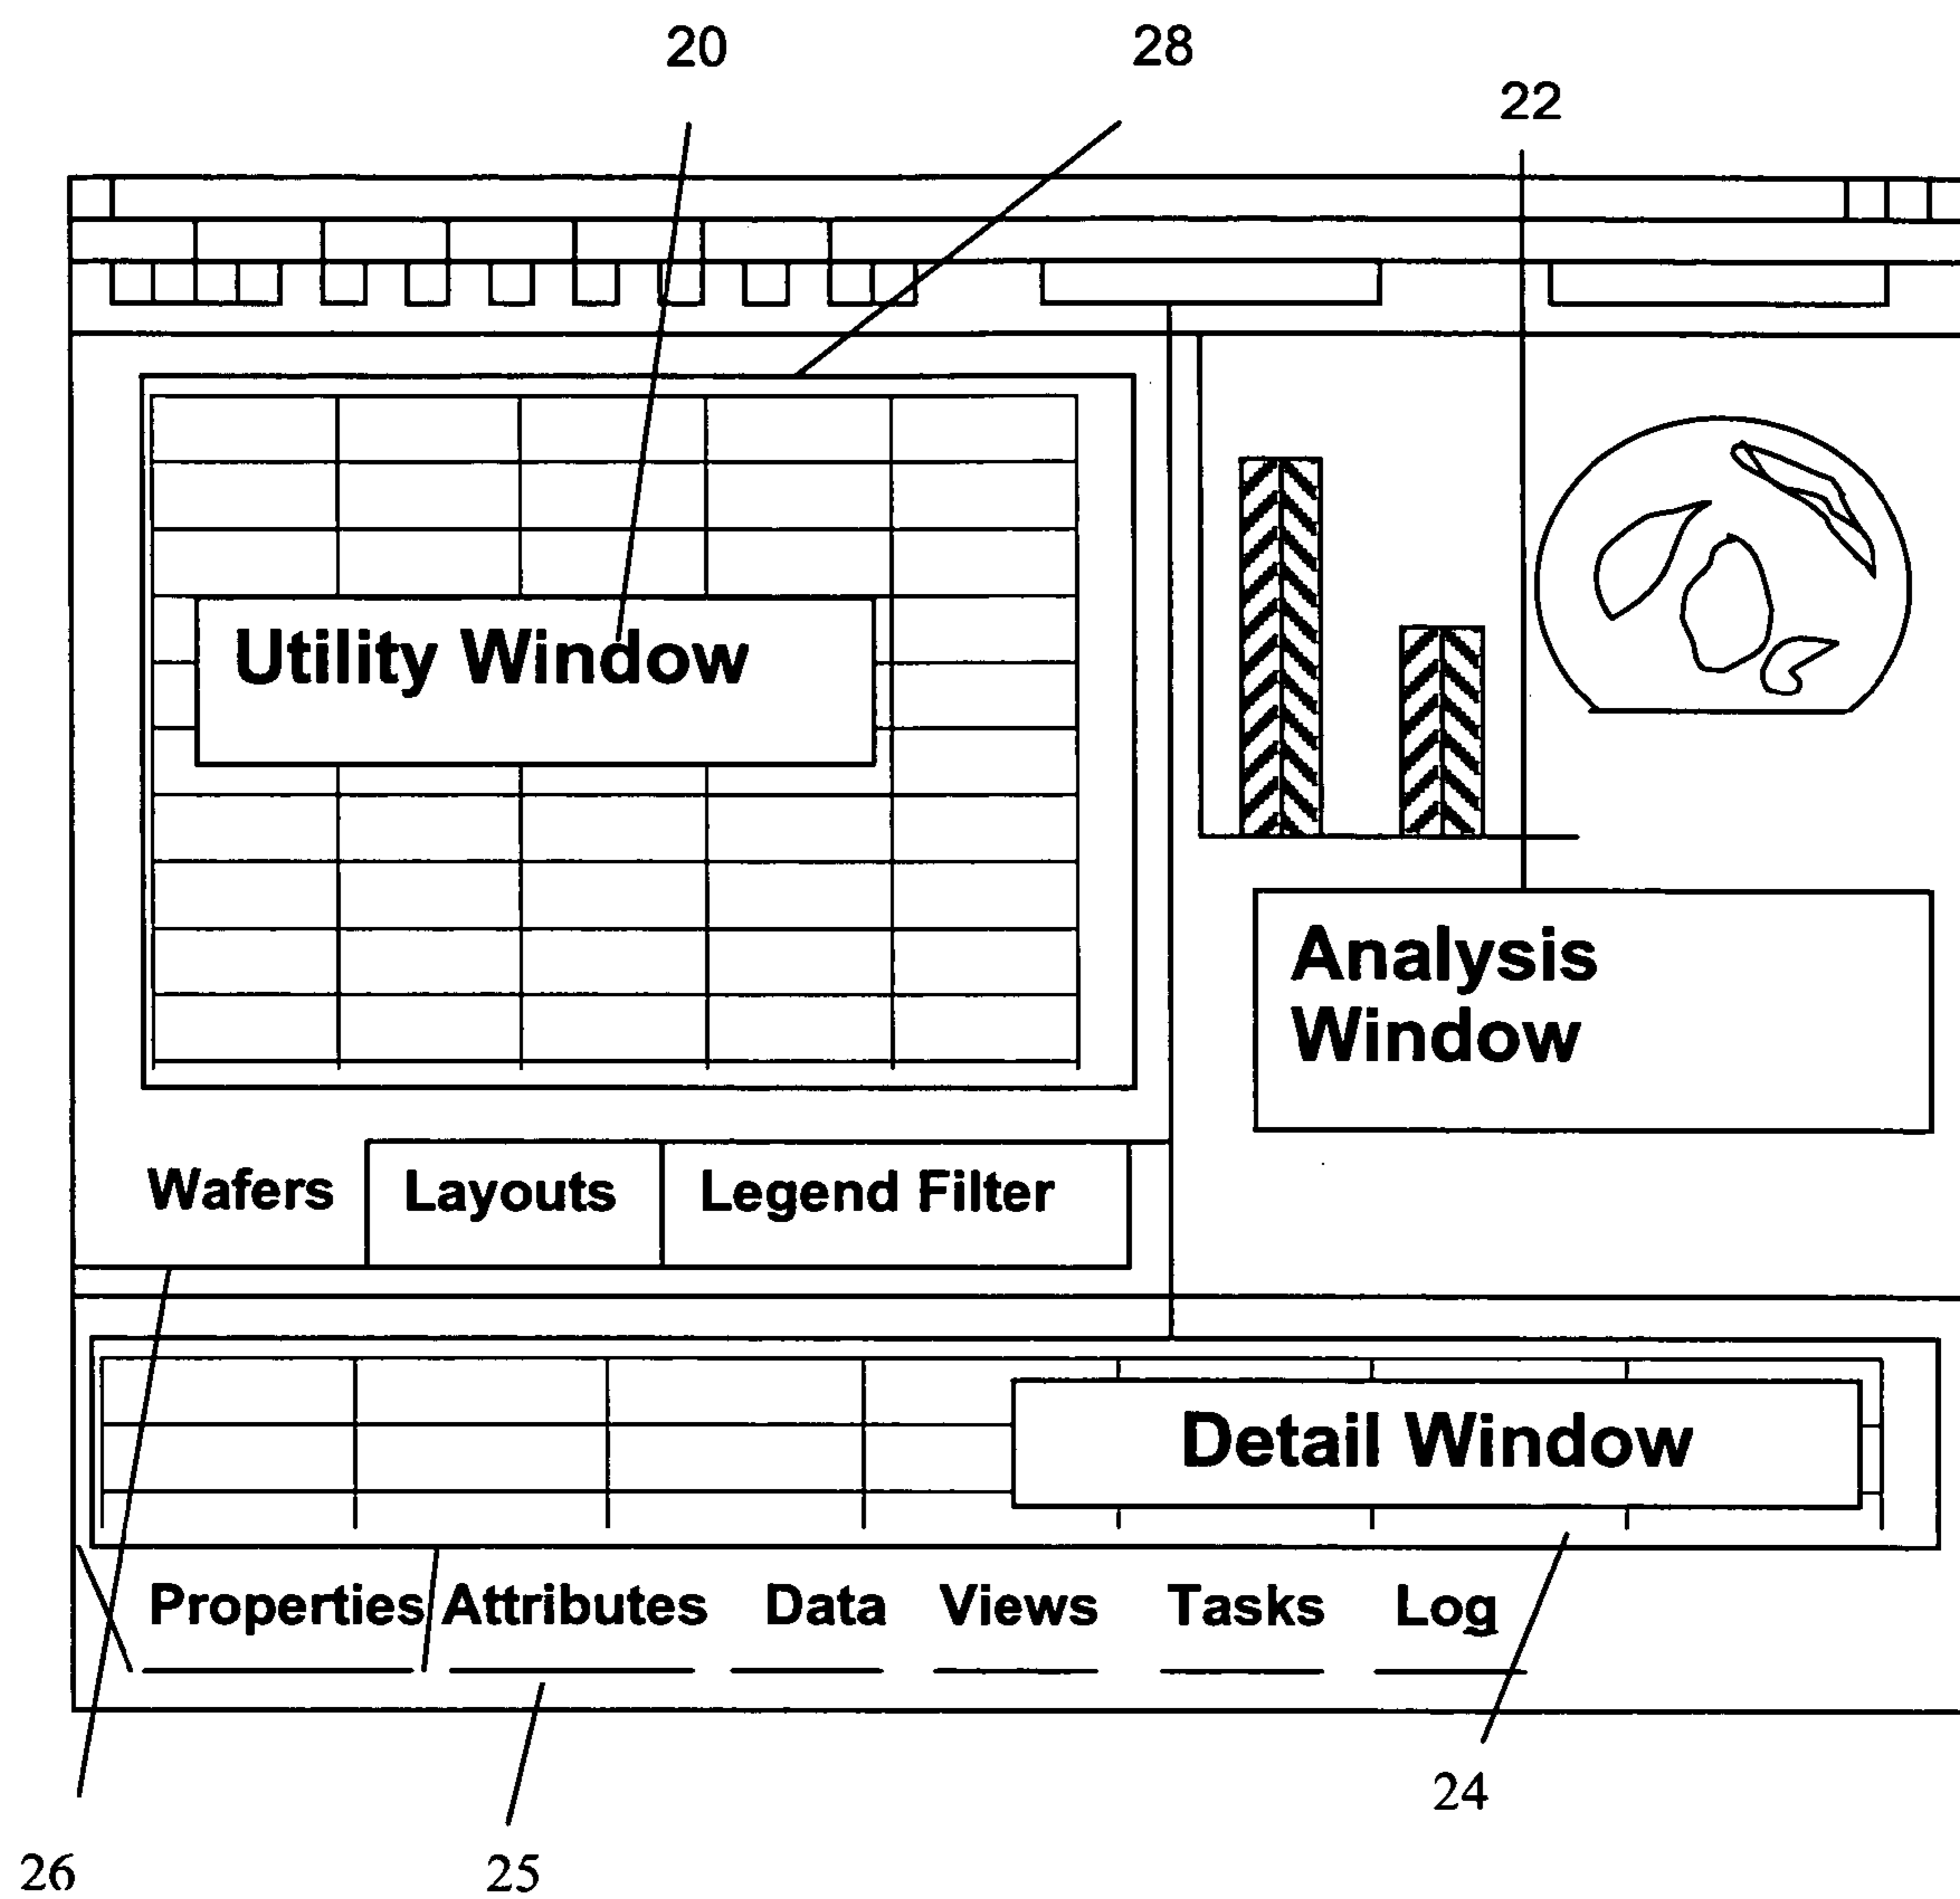 20
28
22
Utility Window
Analysis
Window
Wafers
Layouts
Legend Filter
Detail Window
Properties
Attributes
Data
Views
Tasks
Log
24
26
25